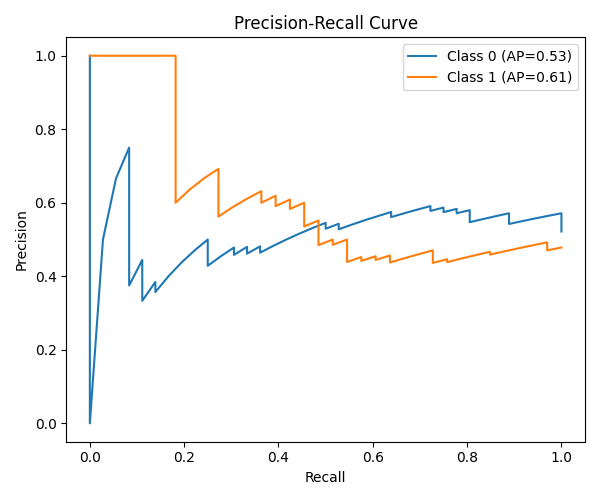 Precision-Recall Curve
Class 0 (AP=0.53)
Class 1 (AP=0.61)
1.0
0.8
0.6
0.4
0.2
0.0
Precision
0.0 0.2 0.4 0.6 0.8 1.0
Recall